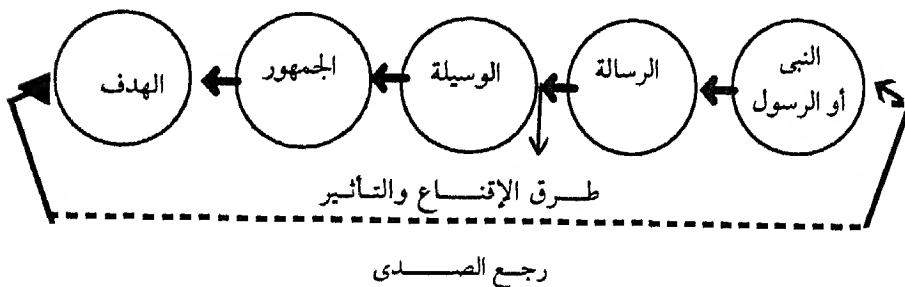 النبى
أو الرسول
الرسالة
الوسيلة
الجمهور
الهدف
طرق الإقناع والتأثير
رجع الصدى